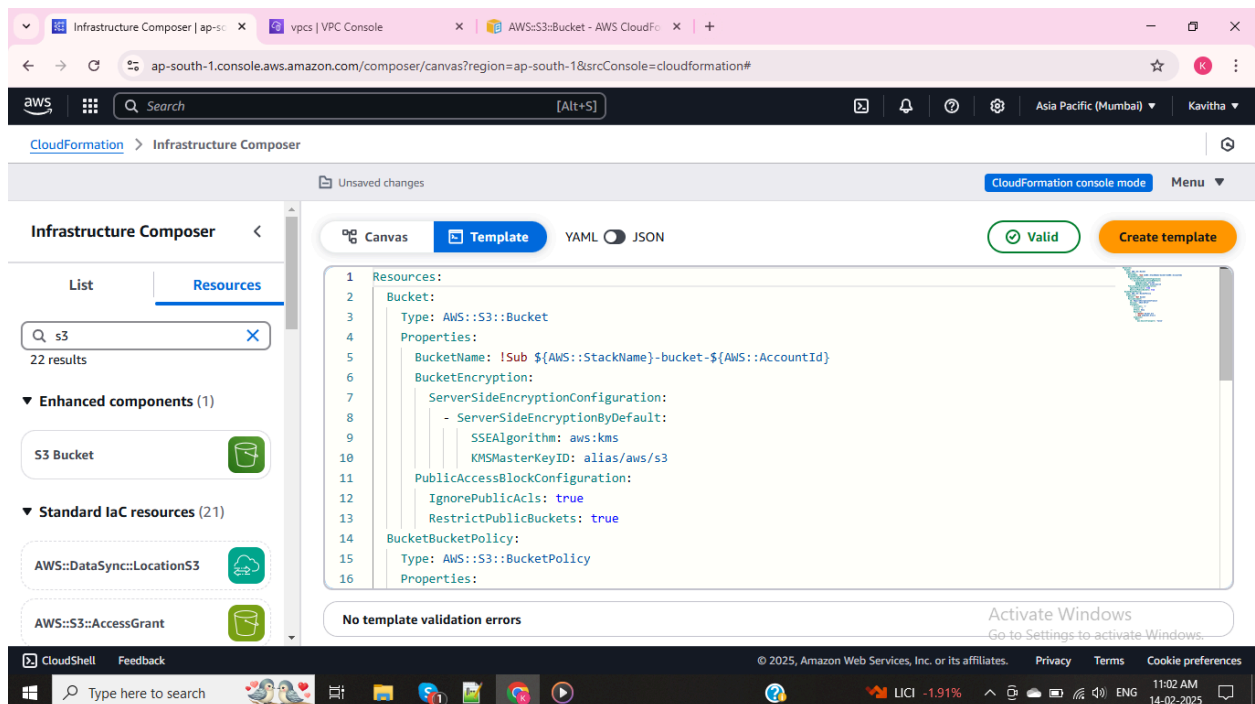 Infrastructure Composer | ap-so
vpcs | VPC Console
AWS::S3::Bucket - AWS CloudFo
ap-south-1.console.aws.amazon.com/composer/canvas?region=ap-south-1&srcConsole=cloudformation#
K
aws
Search [Alt+S]
Asia Pacific (Mumbai)
Kavitha
CloudFormation > Infrastructure Composer
Unsaved changes
CloudFormation console mode
Menu
Infrastructure Composer
List
Resources
s3
22 results
Enhanced components (1)
S3 Bucket
Standard IaC resources (21)
AWS::DataSync::LocationS3
AWS::S3::AccessGrant
Canvas
Template
YAML
JSON
Valid
Create template
1 Resources:
2 Bucket:
3 Type: AWS::S3::Bucket
4 Properties:
5 BucketName: !Sub ${AWS::StackName}-bucket-${AWS::AccountId}
6 BucketEncryption:
7 ServerSideEncryptionConfiguration:
8 - ServerSideEncryptionByDefault:
9 SSEAlgorithm: aws:kms
10 KMSMasterKeyID: alias/aws/s3
11 PublicAccessBlockConfiguration:
12 IgnorePublicAcls: true
13 RestrictPublicBuckets: true
14 BucketBucketPolicy:
15 Type: AWS::S3::BucketPolicy
16 Properties:
No template validation errors
Activate Windows
Go to Settings to activate Windows.
CloudShell
Feedback
© 2025, Amazon Web Services, Inc. or its affiliates.
Privacy
Terms
Cookie preferences
Type here to search
LICI -1.91%
ENG
11:02 AM
14-02-2025